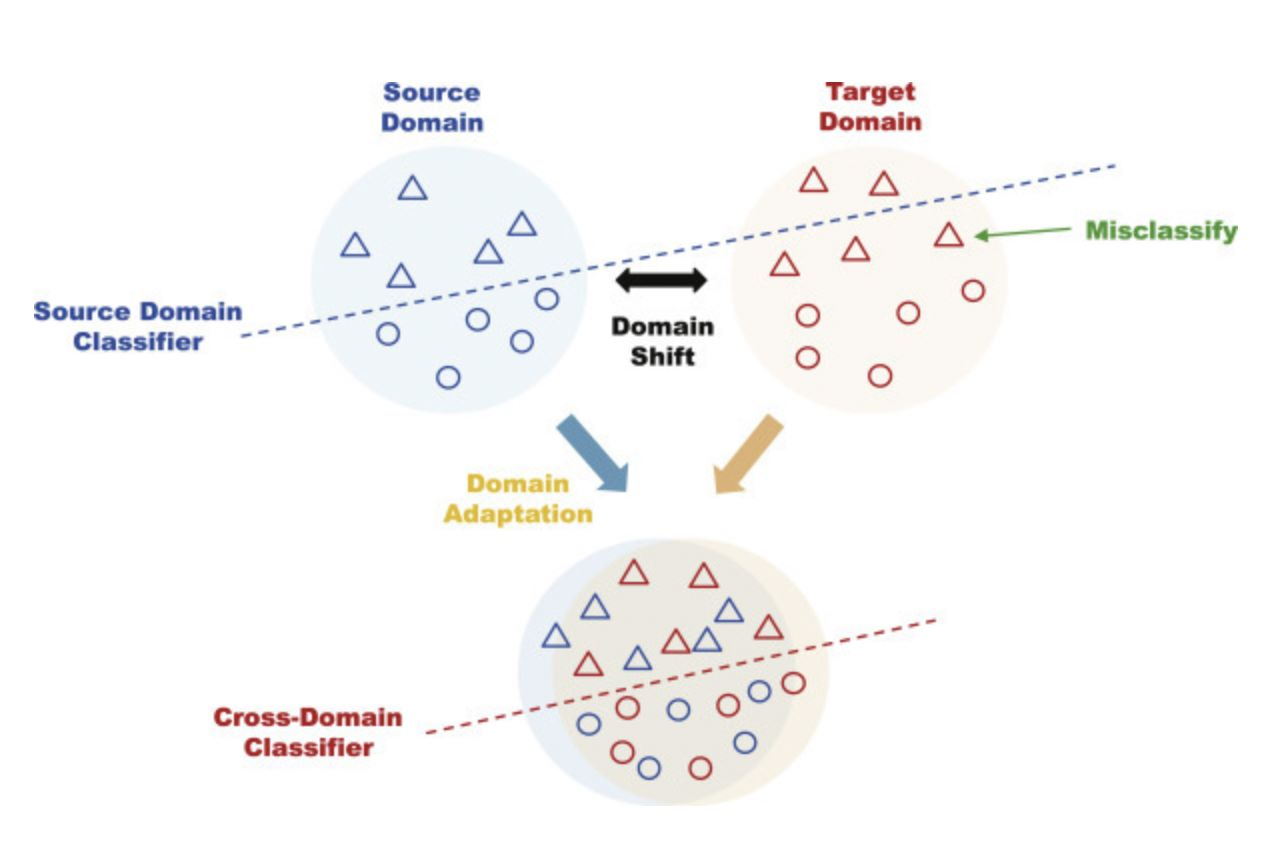 Source
Domain
Target
Domain
Misclassify
Source Domain
Classifier
Domain
Shift
Domain
Adaptation
Cross-Domain
Classifier